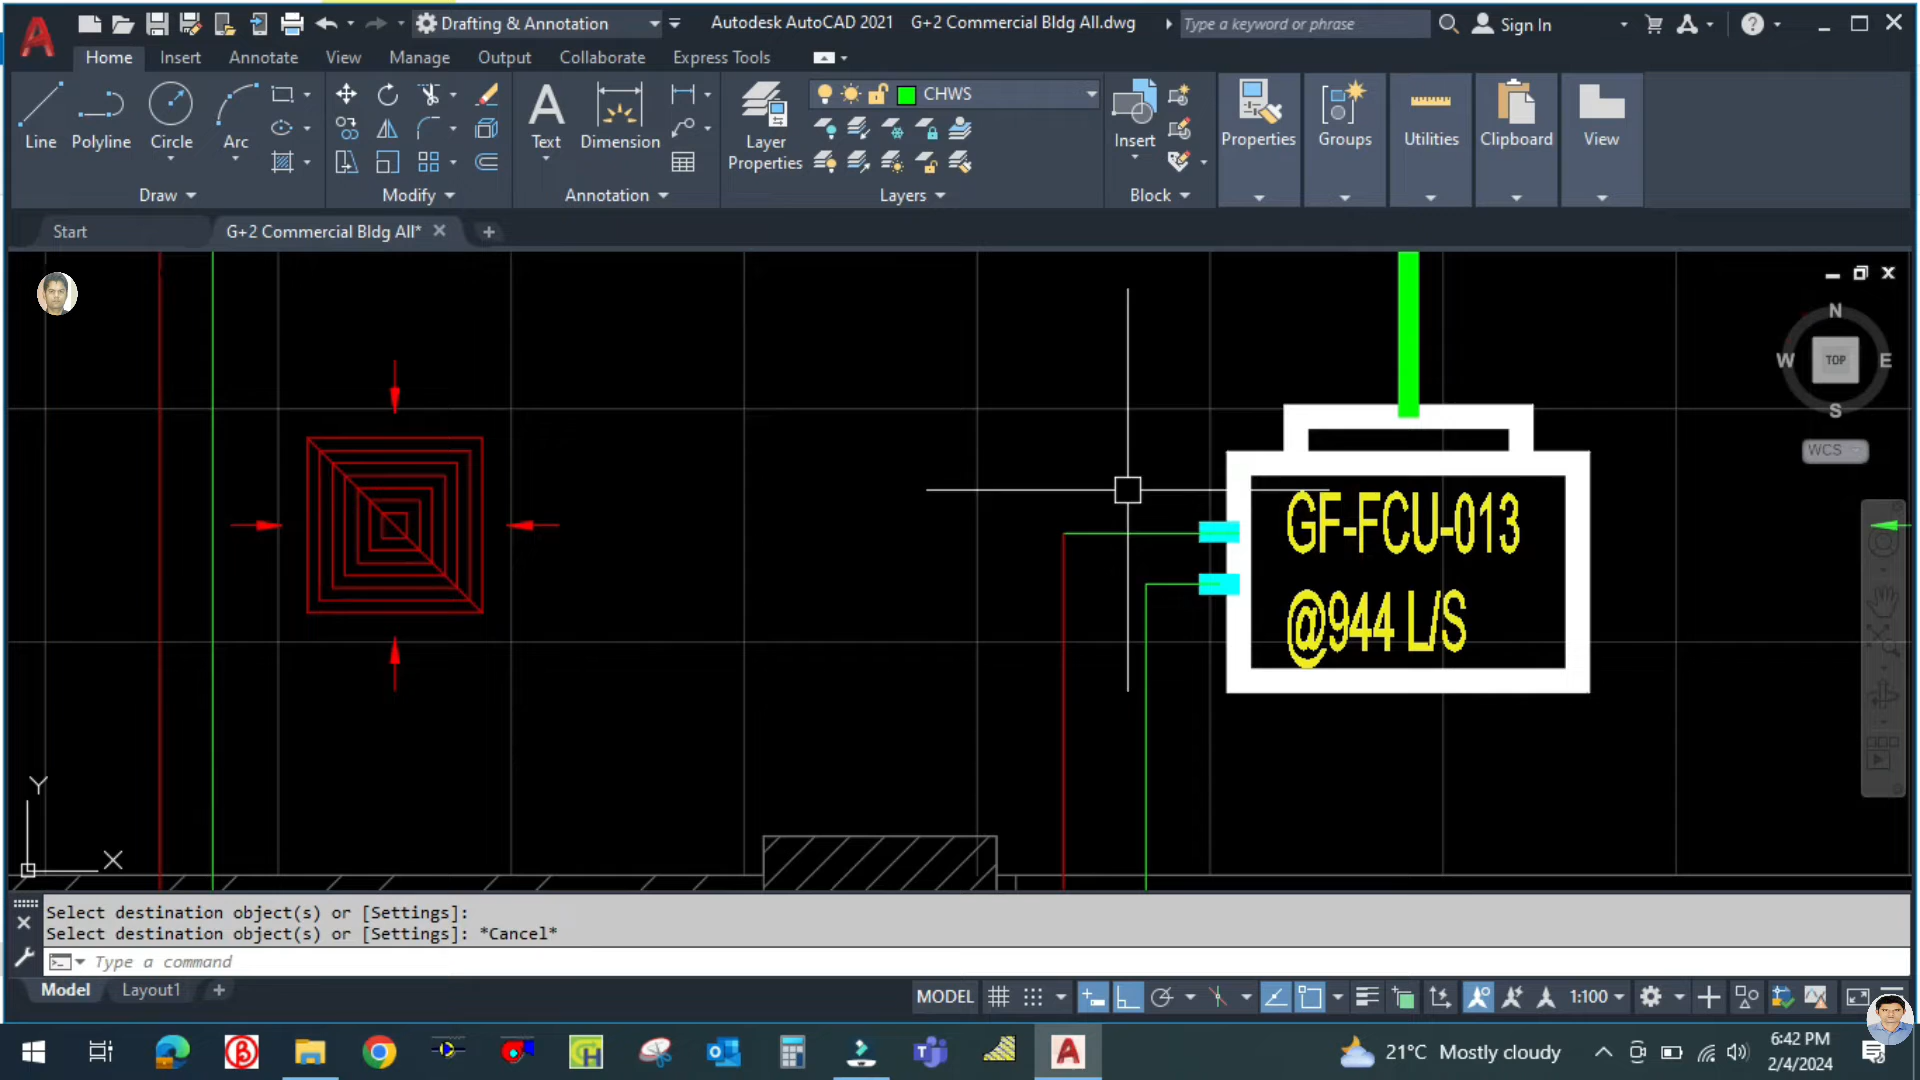 Drafting & Annotation
Autodesk AutoCAD 2021 G+2 Commercial Bldg All.dwg
Type a keyword or phrase
Sign In
Home Insert Annotate View Manage Output Collaborate Express Tools
CHWS
Line Polyline Circle Arc
Text Dimension
Layer Properties
Insert
Properties Groups Utilities Clipboard View
Draw Modify Annotation Layers Block
Start
G+2 Commercial Bldg All*
N
W TOP E
S
WCS
GF-FCU-013
@944 L/S
Y
X
Select destination object(s) or [Settings]:
Select destination object(s) or [Settings]: *Cancel*
Type a command
Model Layout1
MODEL
1:100
21°C Mostly cloudy
6:42 PM
2/4/2024